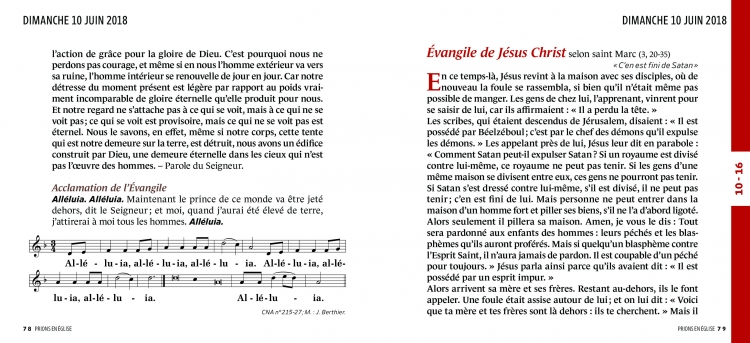 DIMANCHE 10 JUIN 2018
l’action de grâce pour la gloire de Dieu. C’est pourquoi nous ne
perdons pas courage, et même si en nous l’homme extérieur va vers
sa ruine, l’homme intérieur se renouvelle de jour en jour. Car notre
détresse du moment présent est légère par rapport au poids vrai-
ment incomparable de gloire éternelle qu’elle produit pour nous.
Et notre regard ne s’attache pas à ce qui se voit, mais à ce qui ne se
voit pas ; ce qui se voit est provisoire, mais ce qui ne se voit pas est
éternel. Nous le savons, en effet, même si notre corps, cette tente
qui est notre demeure sur la terre, est détruit, nous avons un édifice
construit par Dieu, une demeure éternelle dans les cieux qui n’est
pas l’œuvre des hommes. – Parole du Seigneur.
Acclamation de l’Évangile
Alléluia. Alléluia. Maintenant le prince de ce monde va être jeté
dehors, dit le Seigneur ; et moi, quand j’aurai été élevé de terre,
j’attirerai à moi tous les hommes. Alléluia.
Al-lé - lu - ia, al-lé-lu-ia, al-lé - lu - ia. Al-lé - lu - ia, al-lé-
lu-ia, al-lé - lu - ia. Al-lé - lu - ia.
CNA n° 215-27 ; M. : J. Berthier.
78 PRIONS EN ÉGLISE
DIMANCHE 10 JUIN 2018
Évangile de Jésus Christ selon saint Marc (3, 20-35)
« C’en est fini de Satan »
En ce temps-là, Jésus revint à la maison avec ses disciples, où de
nouveau la foule se rassembla, si bien qu’il n’était même pas
possible de manger. Les gens de chez lui, l’apprenant, vinrent pour
se saisir de lui, car ils affirmaient : « Il a perdu la tête. »
Les scribes, qui étaient descendus de Jérusalem, disaient : « Il est
possédé par Béelzéboul ; c’est par le chef des démons qu’il expulse
les démons. » Les appelant près de lui, Jésus leur dit en parabole :
« Comment Satan peut-il expulser Satan ? Si un royaume est divisé
contre lui-même, ce royaume ne peut pas tenir. Si les gens d’une
même maison se divisent entre eux, ces gens ne pourront pas tenir.
Si Satan s’est dressé contre lui-même, s’il est divisé, il ne peut pas
tenir ; c’en est fini de lui. Mais personne ne peut entrer dans la
maison d’un homme fort et piller ses biens, s’il ne l’a d’abord ligoté.
Alors seulement il pillera sa maison. Amen, je vous le dis : Tout
sera pardonné aux enfants des hommes : leurs péchés et les blas-
phèmes qu’ils auront proférés. Mais si quelqu’un blasphème contre
l’Esprit Saint, il n’aura jamais de pardon. Il est coupable d’un péché
pour toujours. » Jésus parla ainsi parce qu’ils avaient dit : « Il est
possédé par un esprit impur. »
Alors arrivent sa mère et ses frères. Restant au-dehors, ils le font
appeler. Une foule était assise autour de lui ; et on lui dit : « Voici
que ta mère et tes frères sont là dehors : ils te cherchent. » Mais il
10 - 16
PRIONS EN ÉGLISE 79